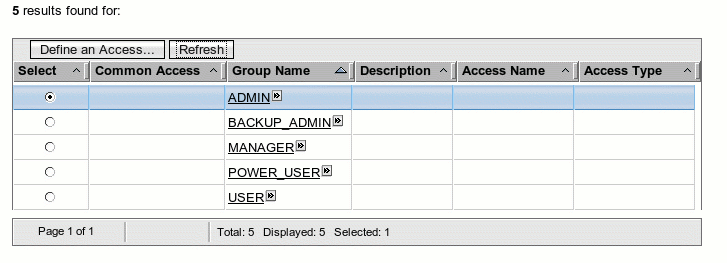 5 results found for:
Define an Access... Refresh
Select Common Access Group Name Description Access Name Access Type
ADMIN
BACKUP_ADMIN
MANAGER
POWER_USER
USER
Page 1 of 1 Total: 5 Displayed: 5 Selected: 1